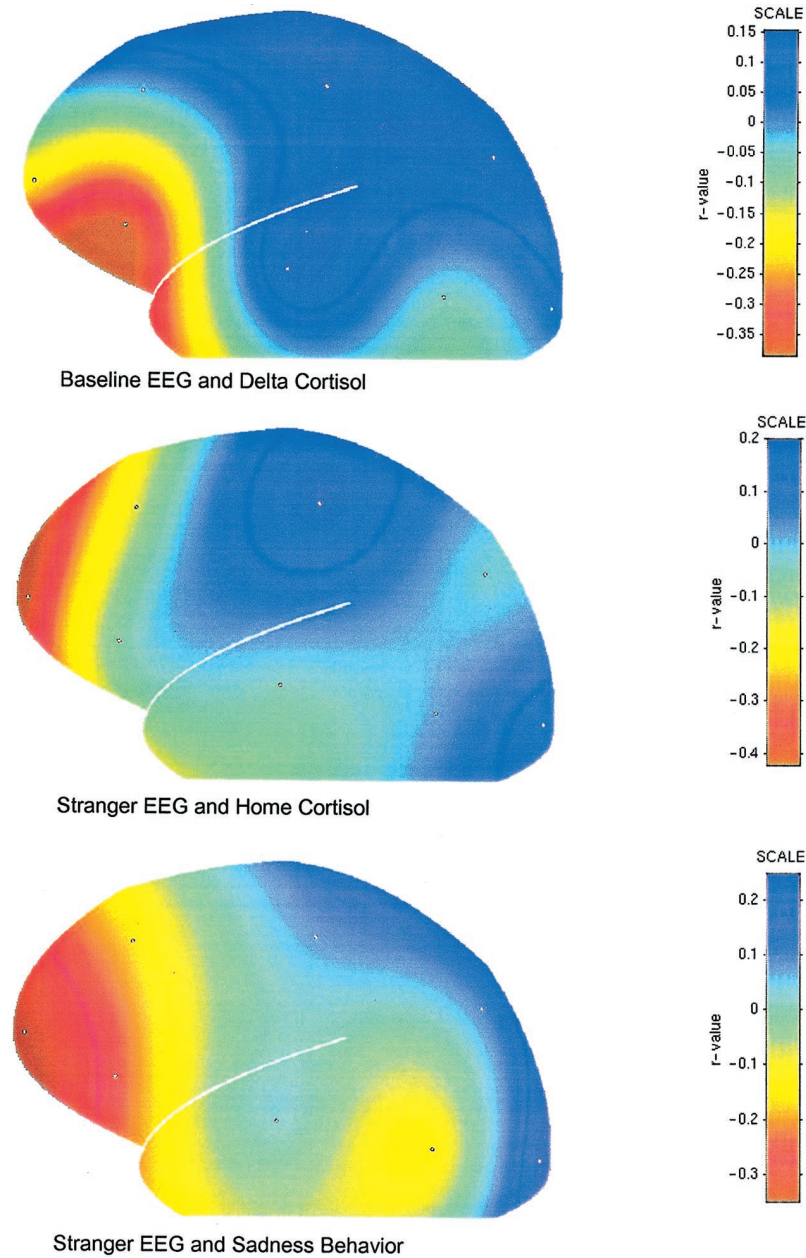 SCALE
0.15
0.1
0.05
0
-0.05
-0.1
-0.15
-0.2
-0.25
-0.3
-0.35
r-value
Baseline EEG and Delta Cortisol
SCALE
0.2
0.1
0
-0.1
-0.2
-0.3
-0.4
r-value
Stranger EEG and Home Cortisol
SCALE
0.2
0.1
0
-0.1
-0.2
-0.3
r-value
Stranger EEG and Sadness Behavior